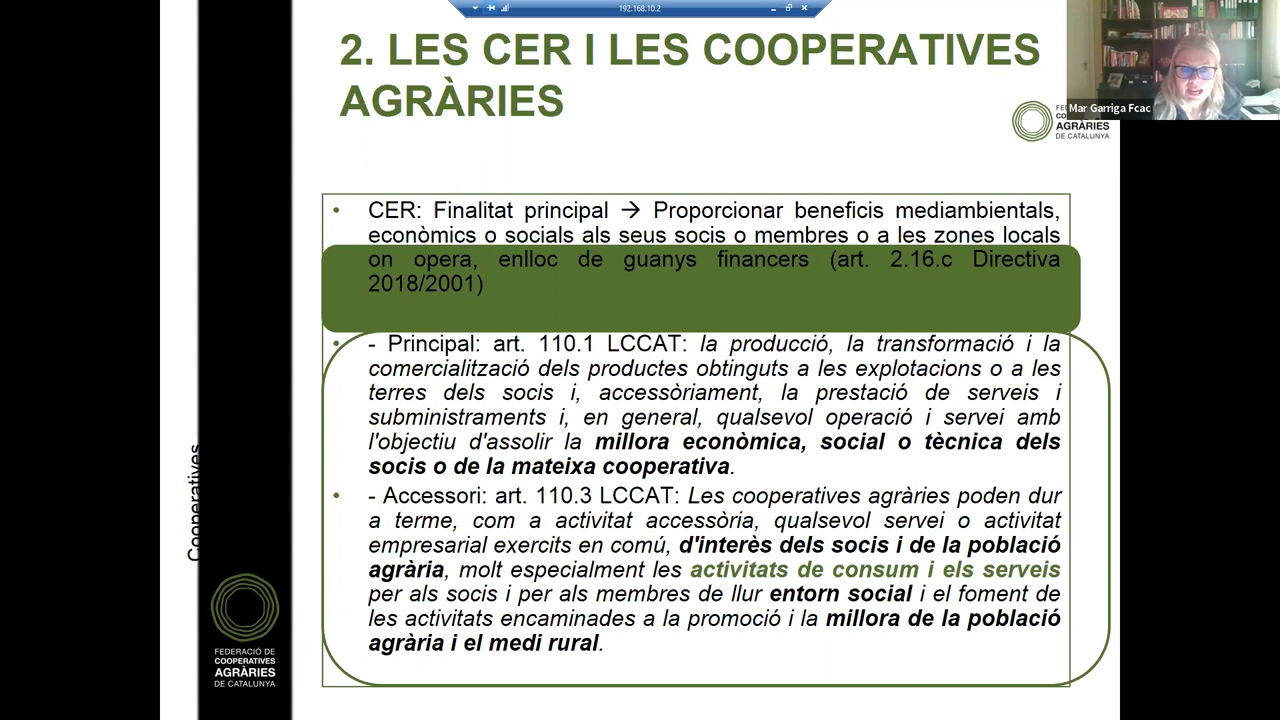 192.168.10.2
2. LES CER I LES COOPERATIVES
AGRÀRIES
Mar Garriga Fcac
AGRÀRIES
DE CATALUNYA
• CER: Finalitat principal → Proporcionar beneficis mediambientals,
econòmics o socials als seus socis o membres o a les zones locals
on opera, enlloc de guanys financers (art. 2.16.c Directiva
2018/2001)
• - Principal: art. 110.1 LCCAT: la producció, la transformació i la
comercialització dels productes obtinguts a les explotacions o a les
terres dels socis i, accessòriament, la prestació de serveis i
subministraments i, en general, qualsevol operació i servei amb
l'objectiu d'assolir la millora econòmica, social o tècnica dels
socis o de la mateixa cooperativa.
• - Accessori: art. 110.3 LCCAT: Les cooperatives agràries poden dur
a terme, com a activitat accessòria, qualsevol servei o activitat
empresarial exercits en comú, d'interès dels socis i de la població
agrària, molt especialment les activitats de consum i els serveis
per als socis i per als membres de llur entorn social i el foment de
les activitats encaminades a la promoció i la millora de la població
agrària i el medi rural.
Cooperatives
FEDERACIÓ DE
COOPERATIVES
AGRÀRIES
DE CATALUNYA